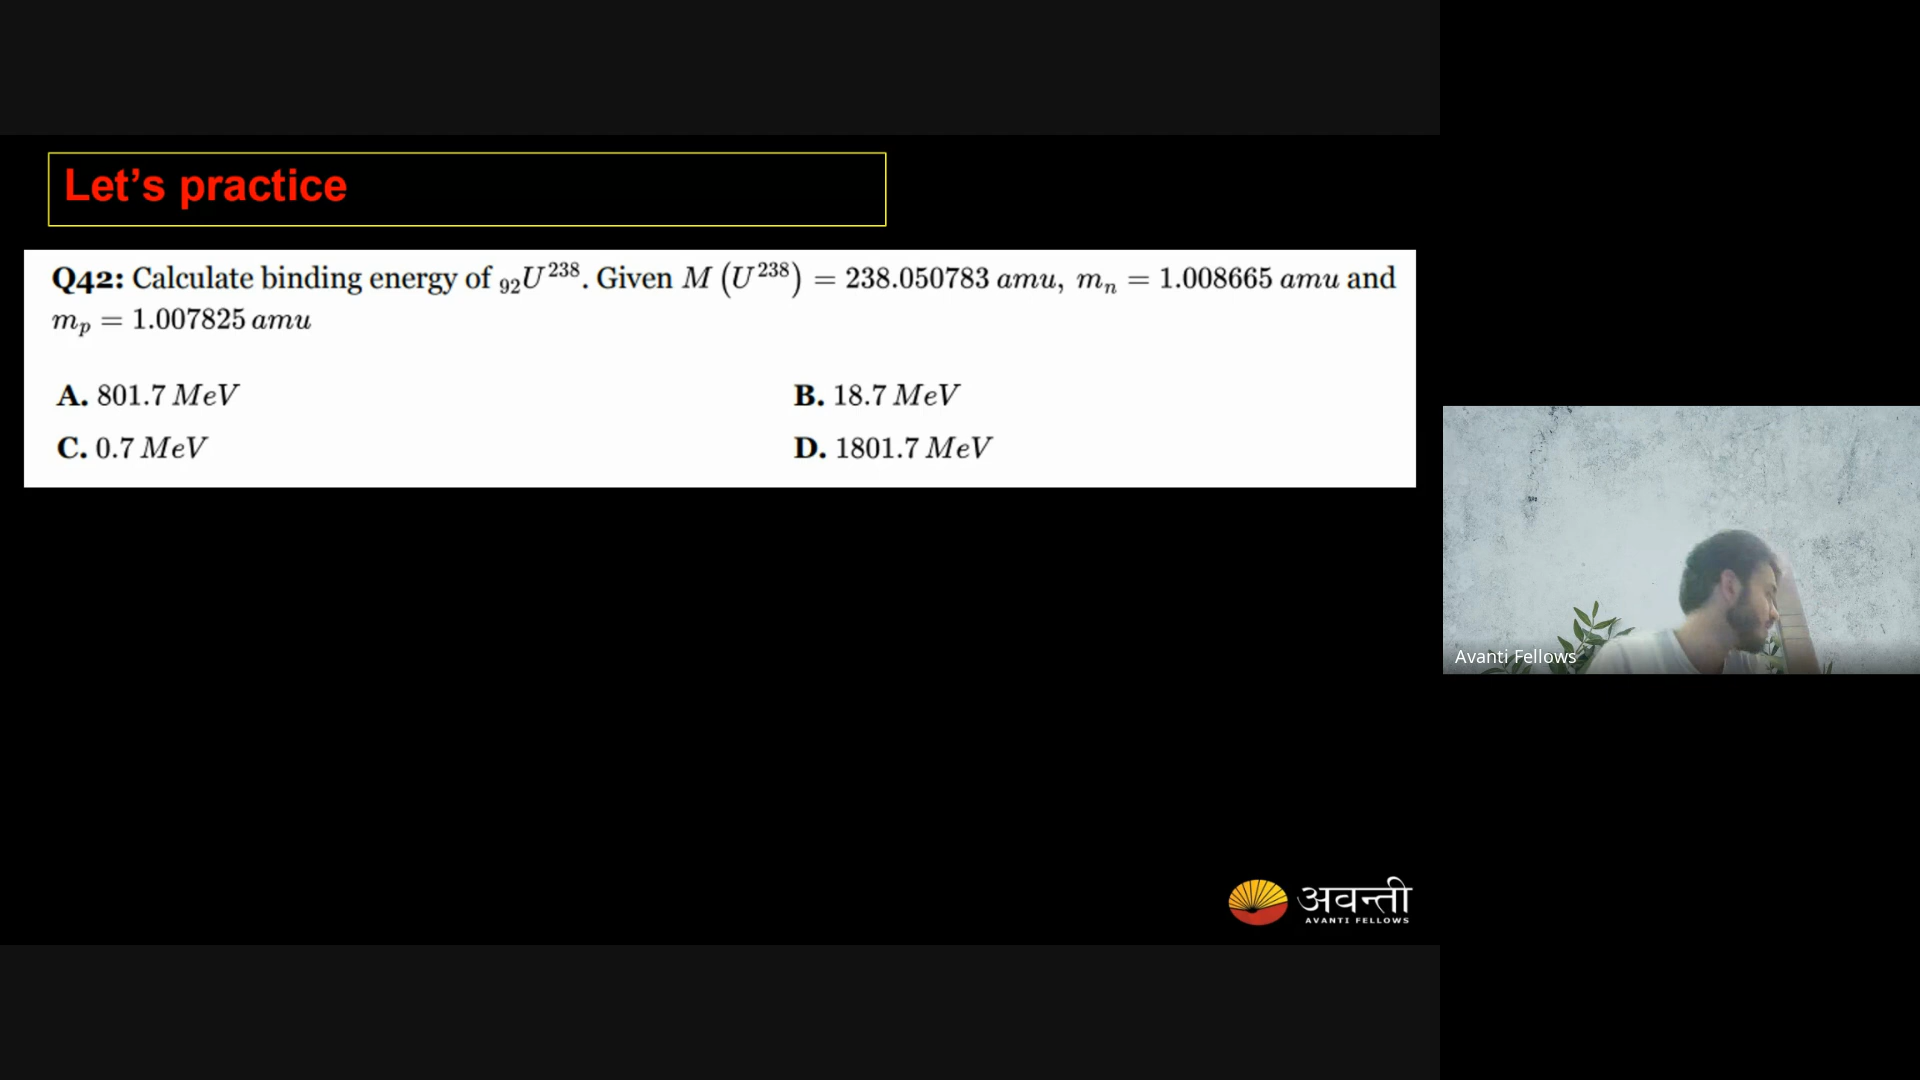 Let’s practice
Q42: Calculate binding energy of ₉₂U²³⁸. Given M (U²³⁸) = 238.050783 amu, mₙ = 1.008665 amu and
mₚ = 1.007825 amu
A. 801.7 MeV
B. 18.7 MeV
C. 0.7 MeV
D. 1801.7 MeV
Avanti Fellows
अवन्ती
AVANTI FELLOWS